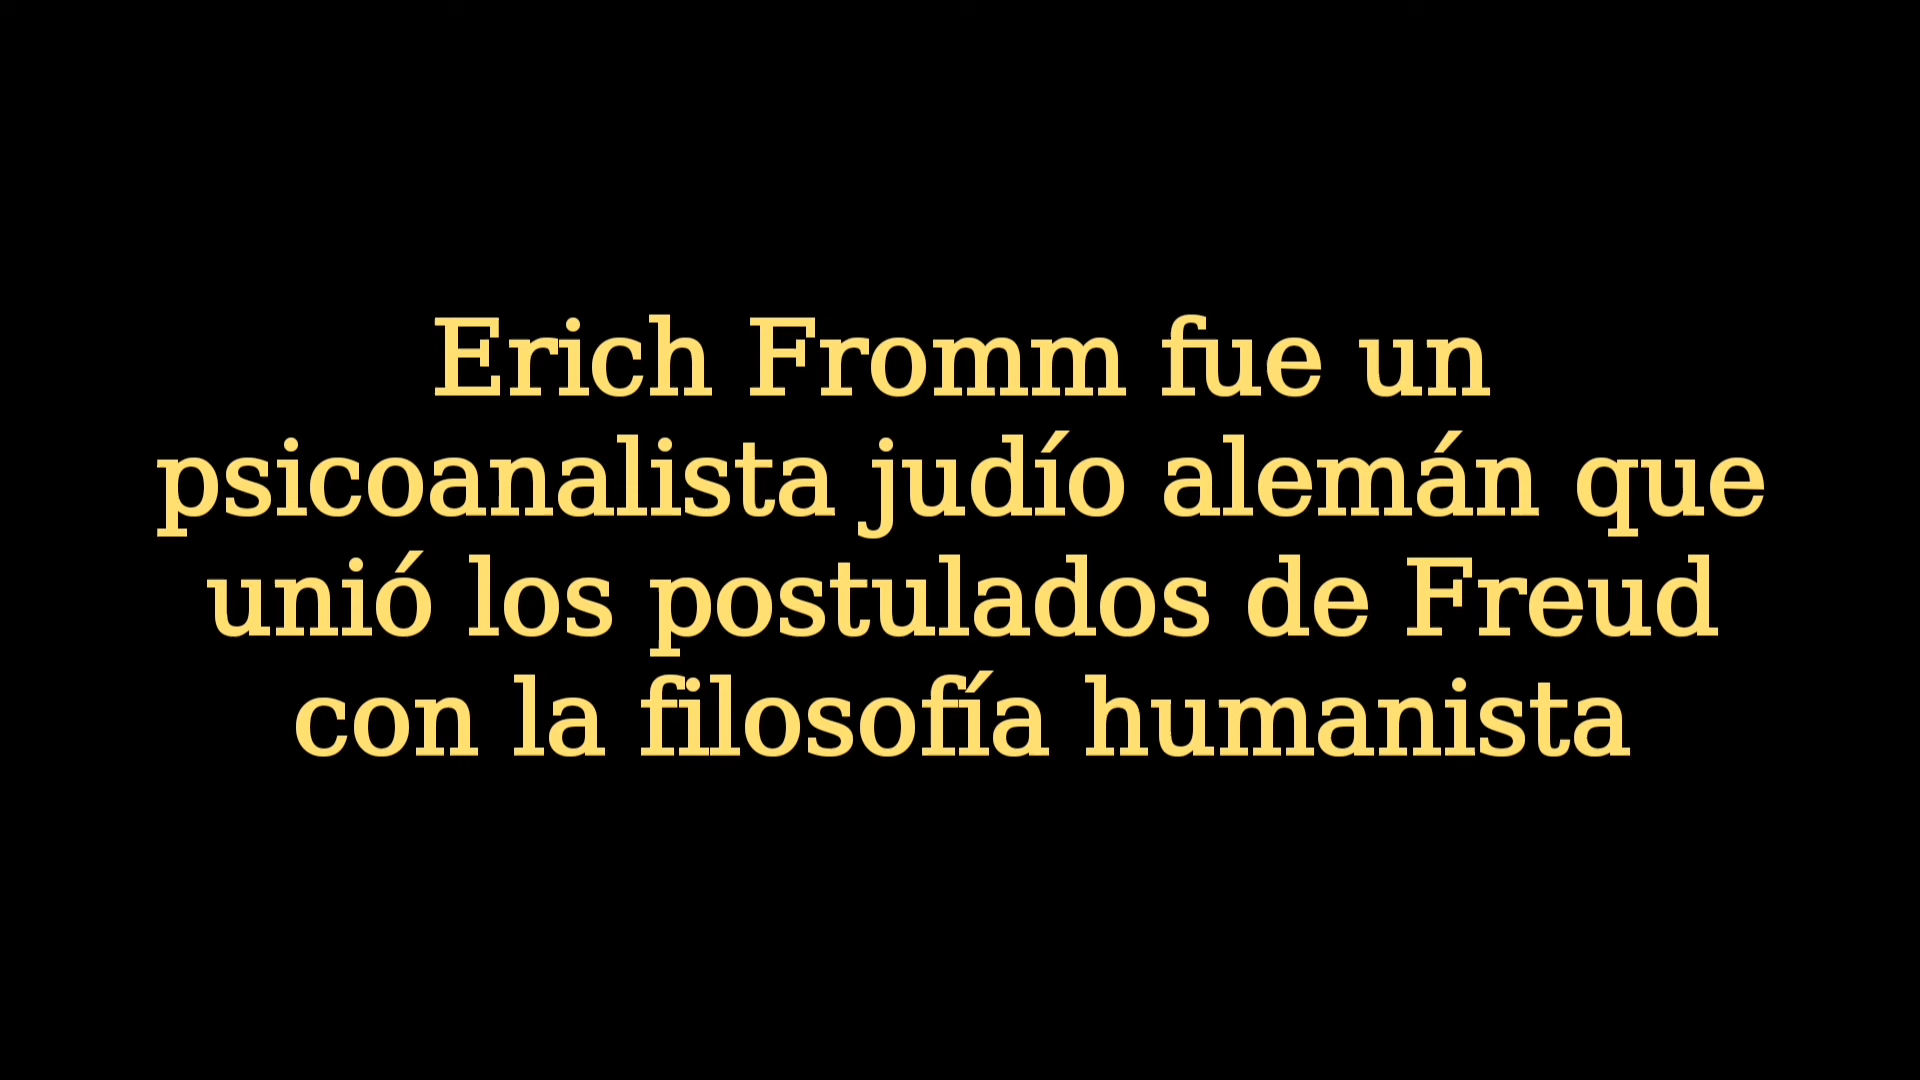 Erich Fromm fue un
psicoanalista judío alemán que
unió los postulados de Freud
con la filosofía humanista